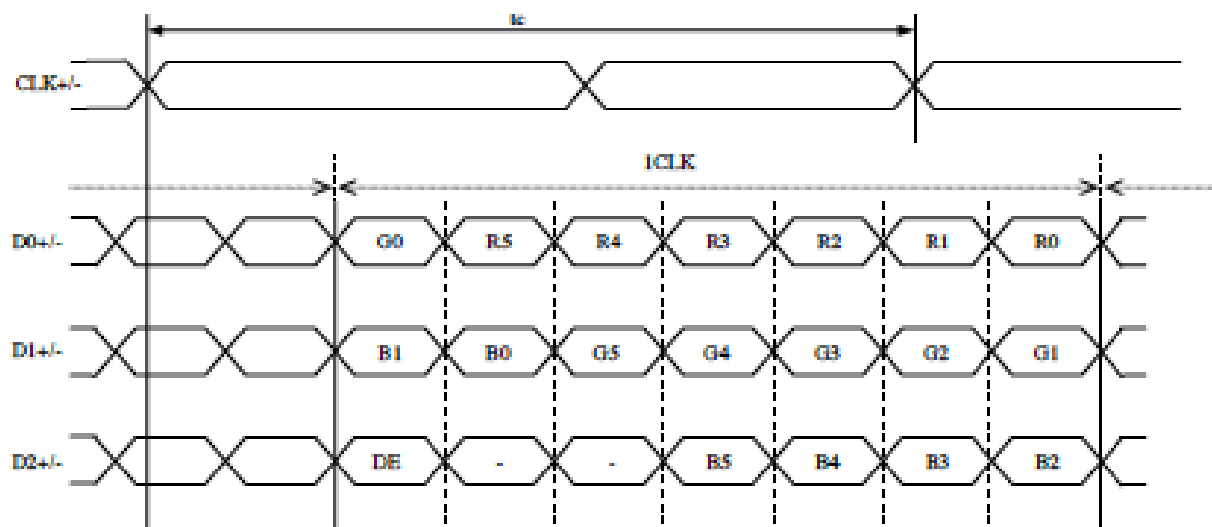 tc
CLK+/-
1CLK
D0+/- G0 R5 R4 R3 R2 R1 R0
D1+/- B1 B0 G5 G4 G3 G2 G1
D2+/- DE - - B5 B4 B3 B2